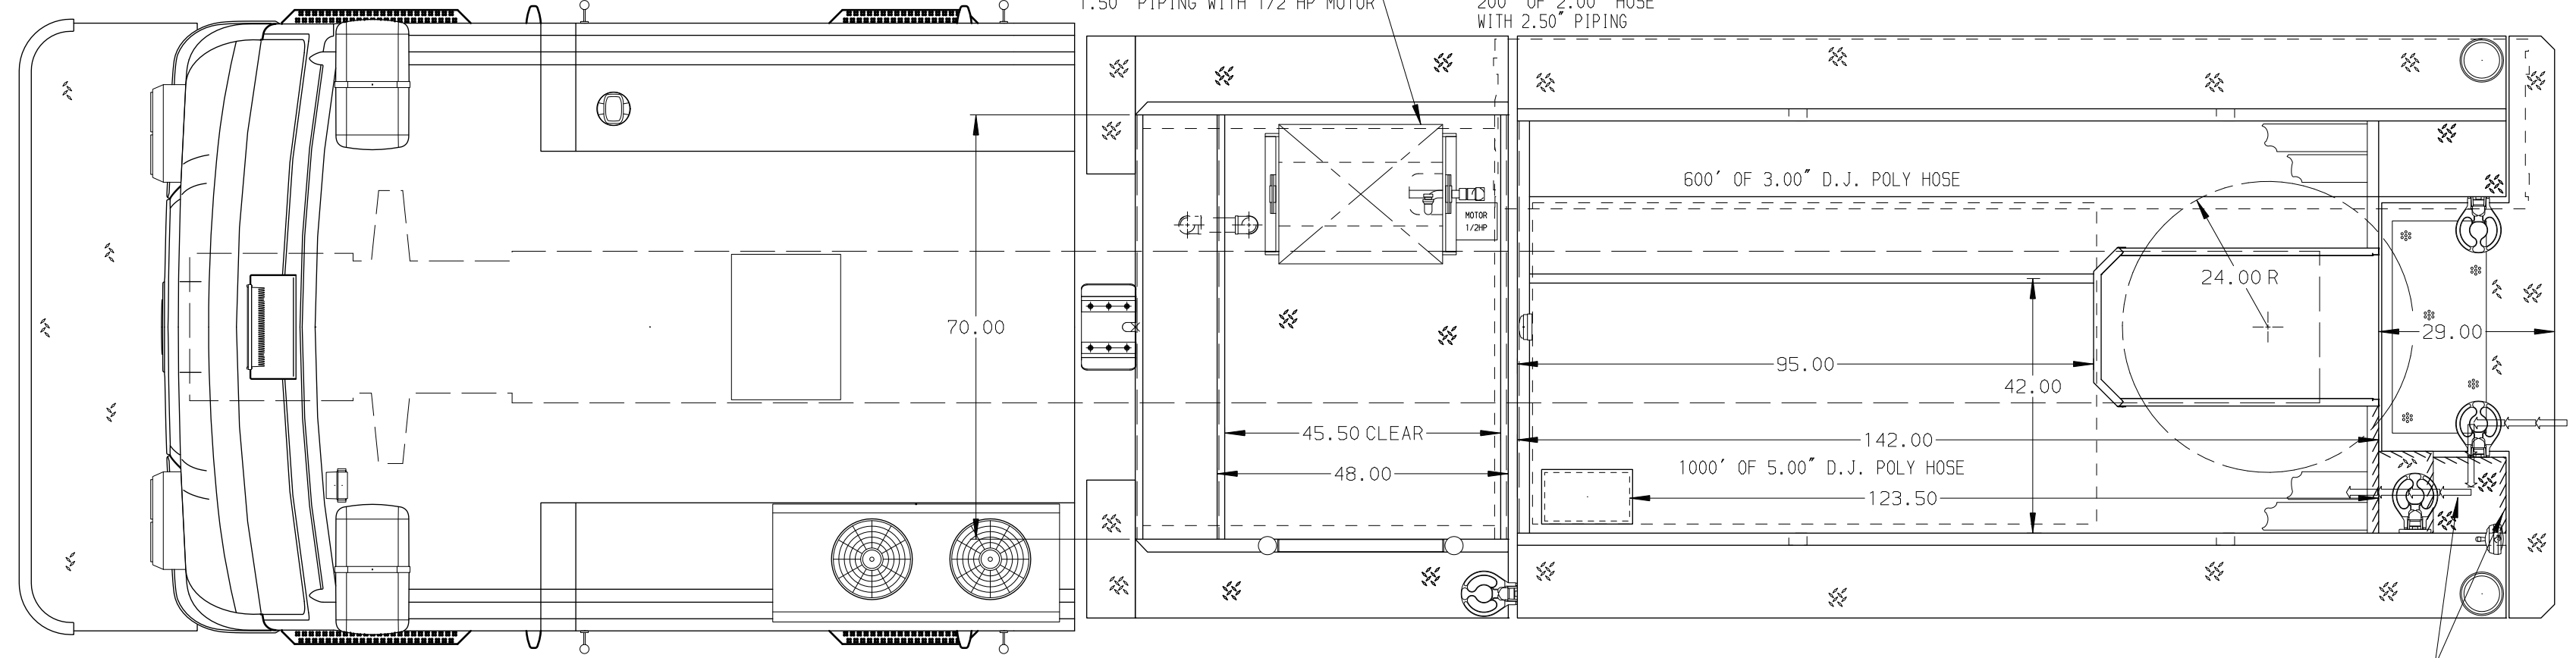 1.50" PIPING WITH 1/2 HP MOTOR
200' OF 2.00" HOSE
WITH 2.50" PIPING
600' OF 3.00" D.J. POLY HOSE
MOTOR
1/2HP
24.00 R
70.00
29.00
95.00
42.00
45.50 CLEAR
142.00
1000' OF 5.00" D.J. POLY HOSE
48.00
123.50